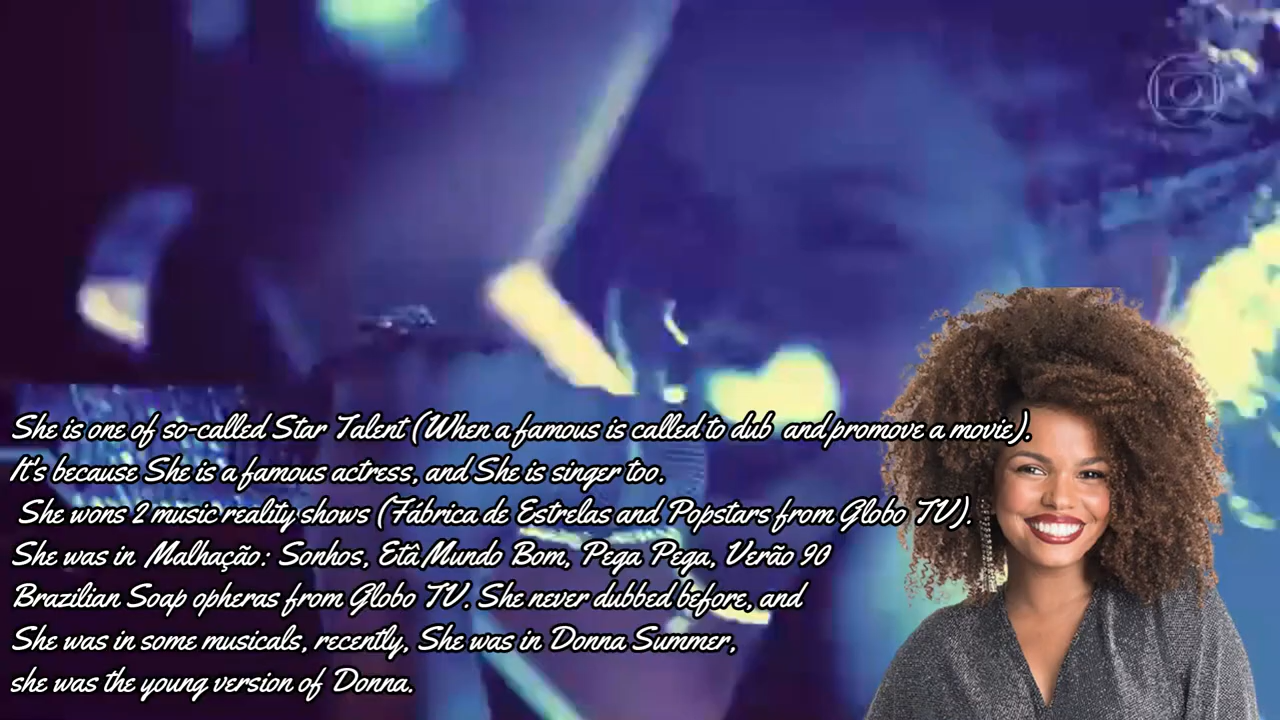 She is one of so-called Star Talent (When a famous is called to dub and promove a movie).
It's because She is a famous actress, and She is singer too.
She wons 2 music reality shows (Fábrica de Estrelas and Popstars from Globo TV).
She was in Malhação: Sonhos, Etâ Mundo Bom, Pega Pega, Verão 90
Brazilian Soap opheras from Globo TV. She never dubbed before, and
She was in some musicals, recently, She was in Donna Summer,
she was the young version of Donna.